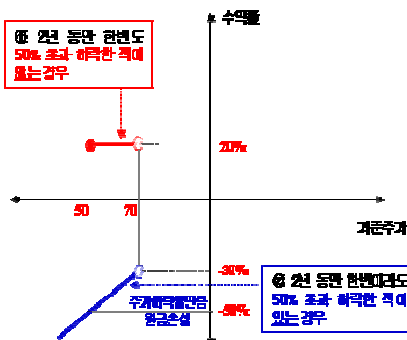 수익률
2년 동안 한번도
50% 초과 하락한 적이
없는 경우
20%
50 70
기준주가
-30%
주가하락률만큼
원금손실
-50%
2년 동안 한번이라도
50% 초과 하락한 적이
있는 경우